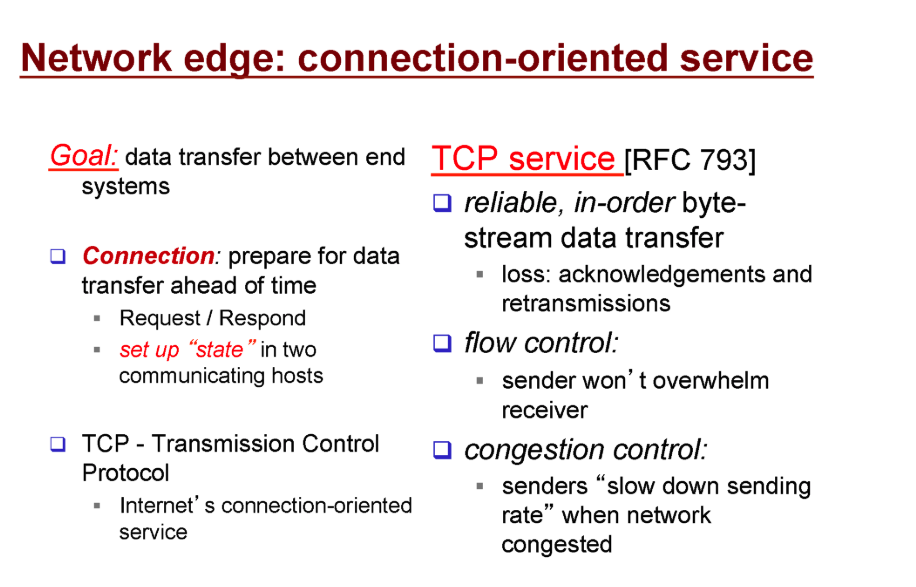 Network edge: connection-oriented service
Goal: data transfer between end
systems
Connection: prepare for data
transfer ahead of time
Request / Respond
set up “state” in two
communicating hosts
TCP - Transmission Control
Protocol
Internet’s connection-oriented
service
TCP service [RFC 793]
reliable, in-order byte-
stream data transfer
loss: acknowledgements and
retransmissions
flow control:
sender won’t overwhelm
receiver
congestion control:
senders “slow down sending
rate” when network
congested